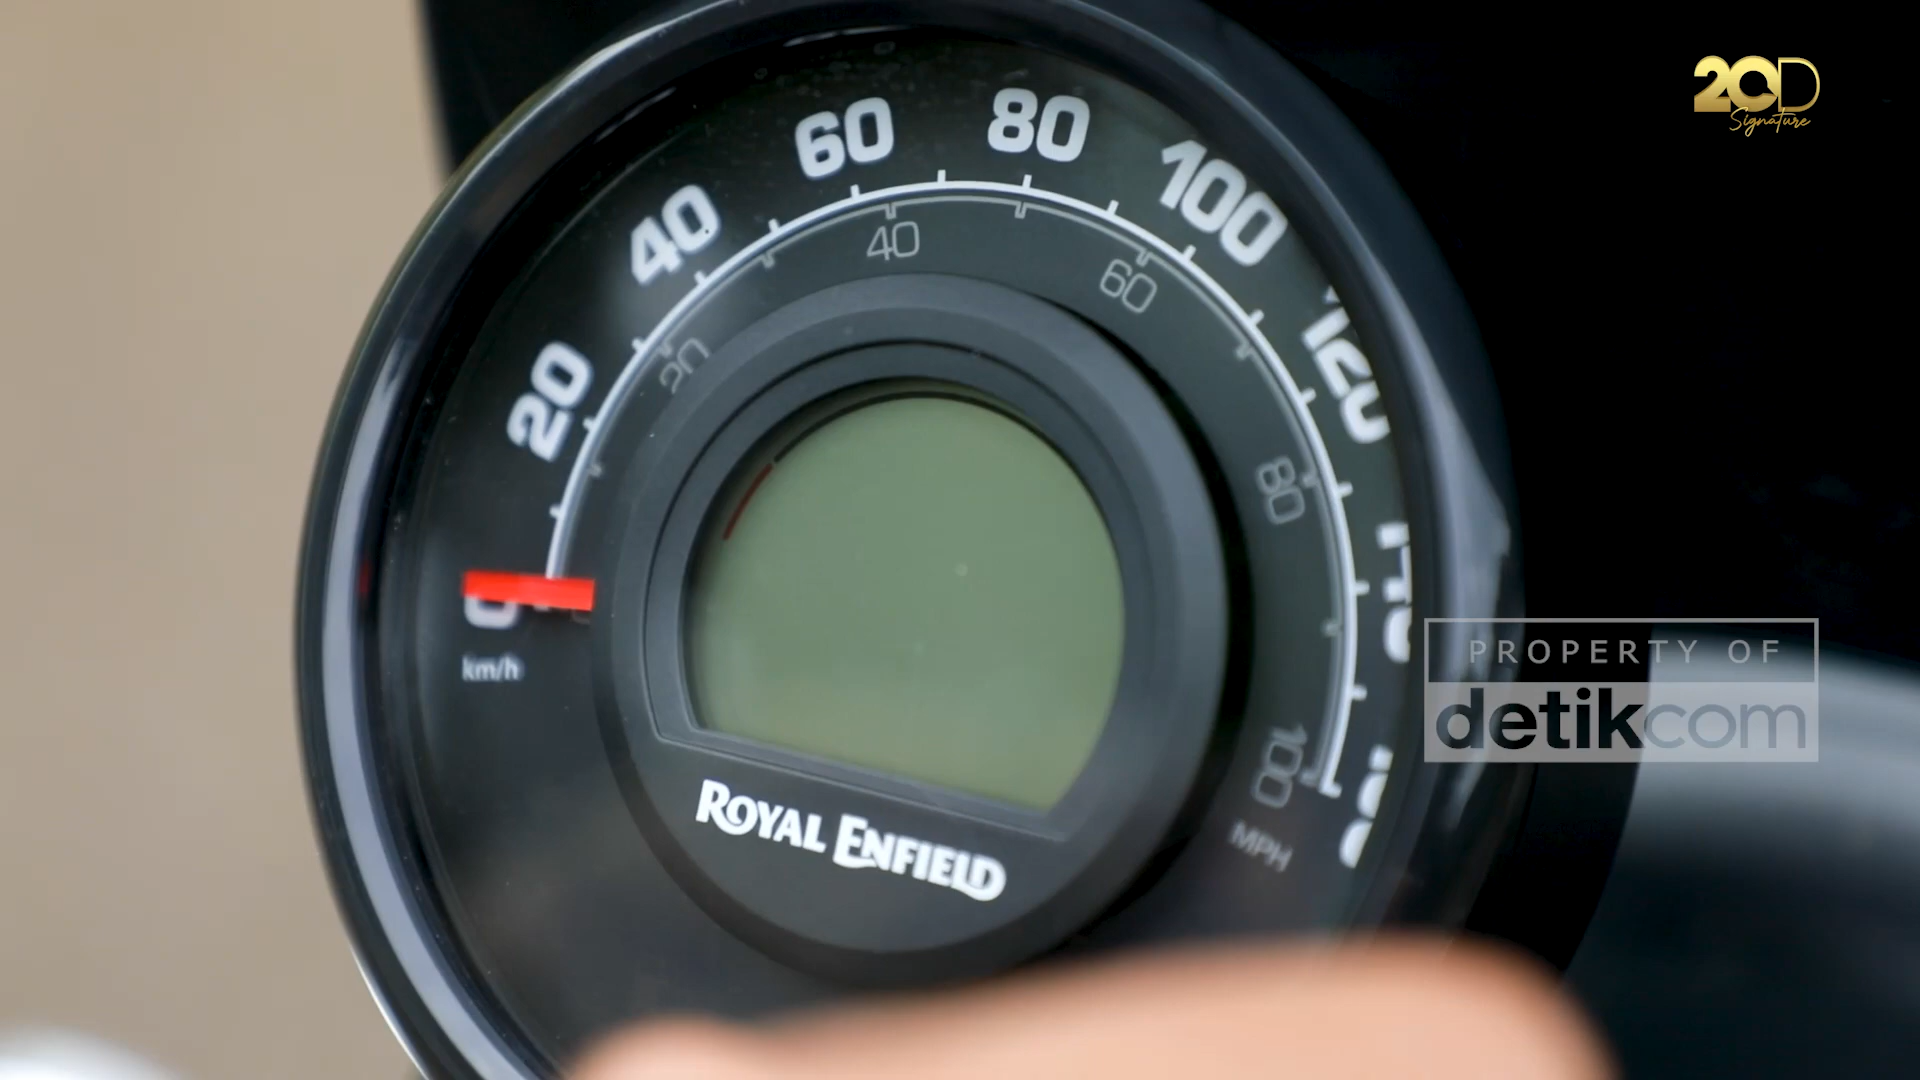 20D
Signature
60
80
100
40
40
60
20
120
20
80
0
km/h
PROPERTY OF
detikcom
100
MPH
ROYAL ENFIELD